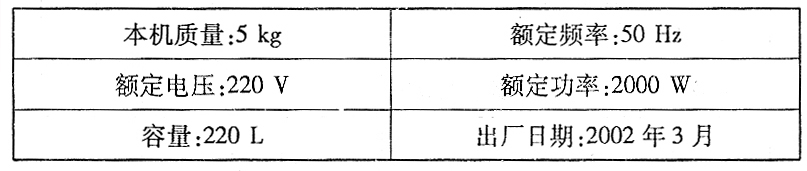 本机质量:5 kg 额定频率:50 Hz
额定电压:220 V 额定功率:2000 W
容量:220 L 出厂日期:2002 年 3 月